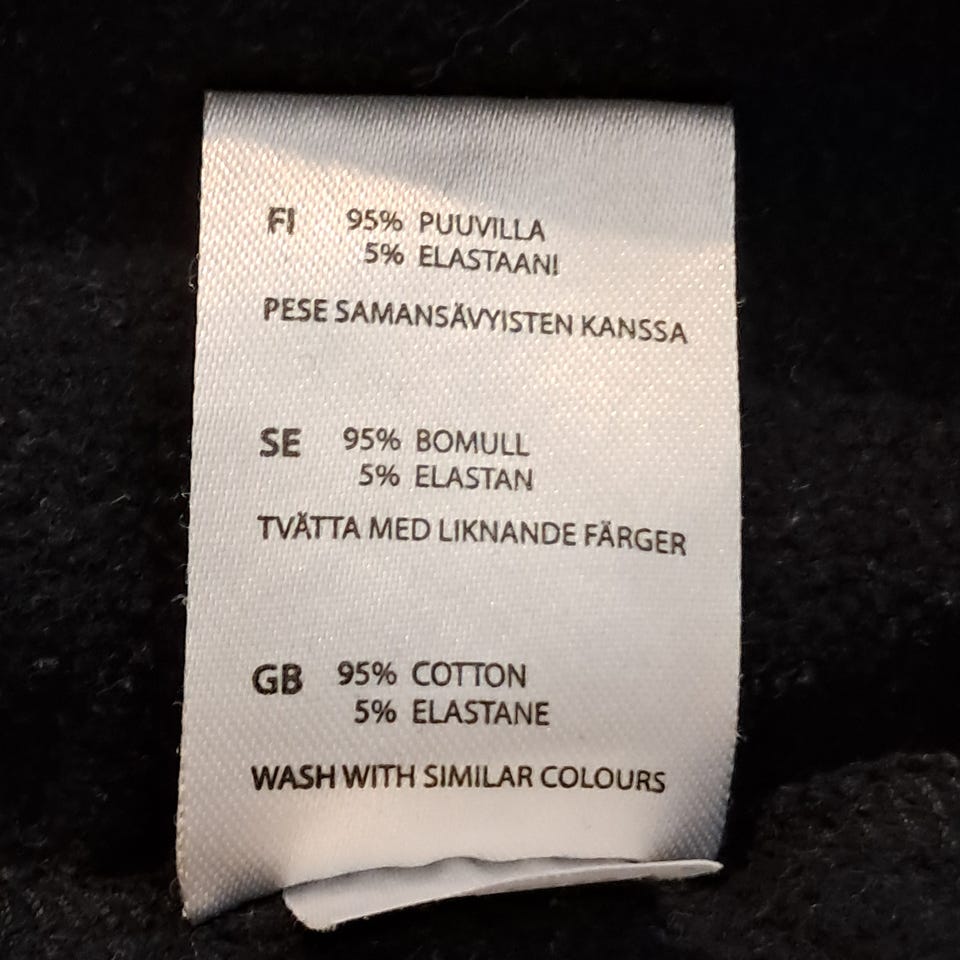 FI 95% PUUVILLA
5% ELASTAANI
PESE SAMANSÄVYISTEN KANSSA
SE 95% BOMULL
5% ELASTAN
TVÄTTA MED LIKNANDE FÄRGER
GB 95% COTTON
5% ELASTANE
WASH WITH SIMILAR COLOURS